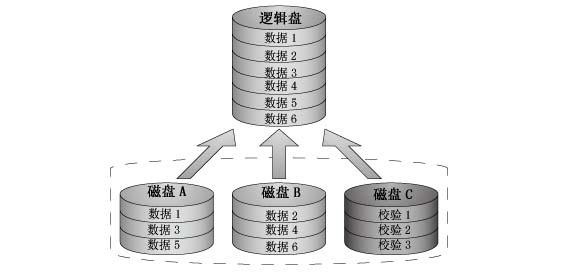 逻辑盘
数据 1
数据 2
数据 3
数据 4
数据 5
数据 6
磁盘 A
数据 1
数据 3
数据 5
磁盘 B
数据 2
数据 4
数据 6
磁盘 C
校验 1
校验 2
校验 3